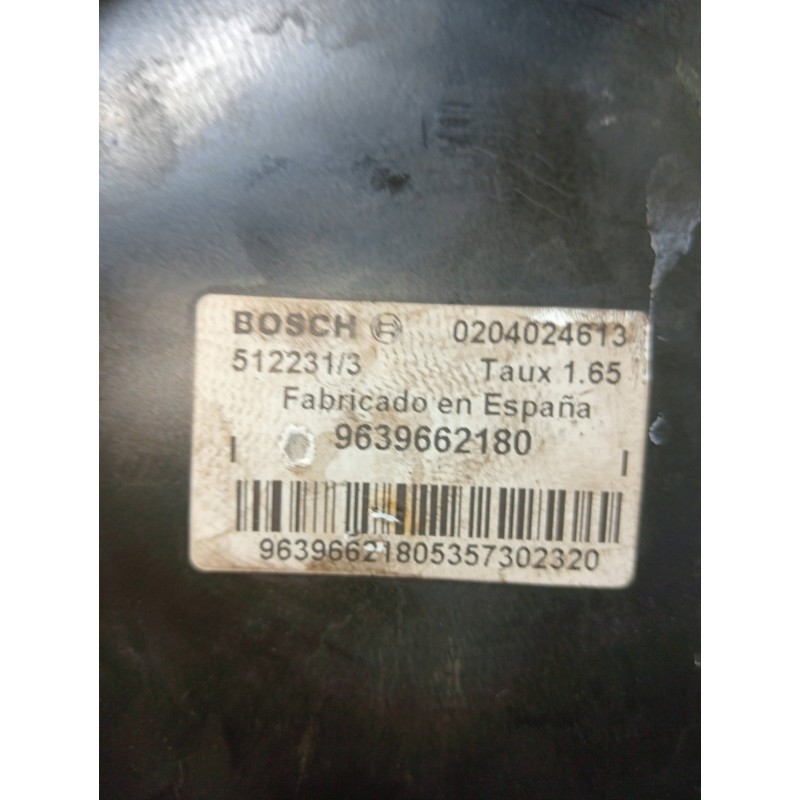 BOSCH 0204024613
512231/3 Taux 1.65
Fabricado en España
9639662180
96396621805357302320